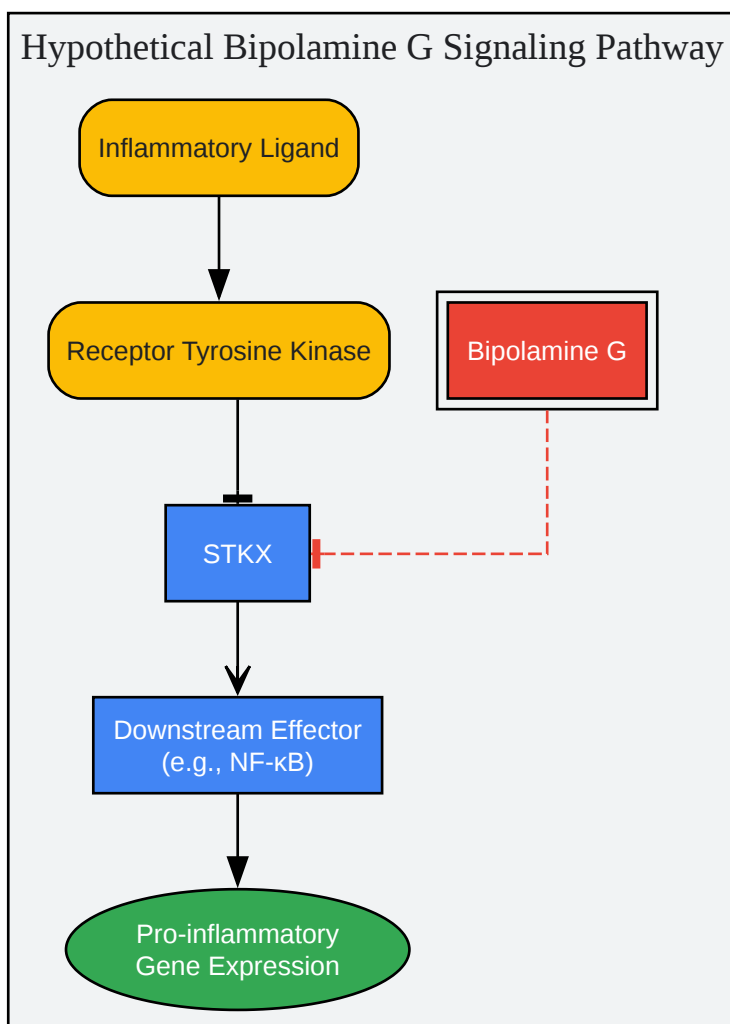 Hypothetical Bipolamine G Signaling Pathway
Inflammatory Ligand
Receptor Tyrosine Kinase
Bipolamine G
STKX
Downstream Effector
(e.g., NF-κB)
Pro-inflammatory
Gene Expression